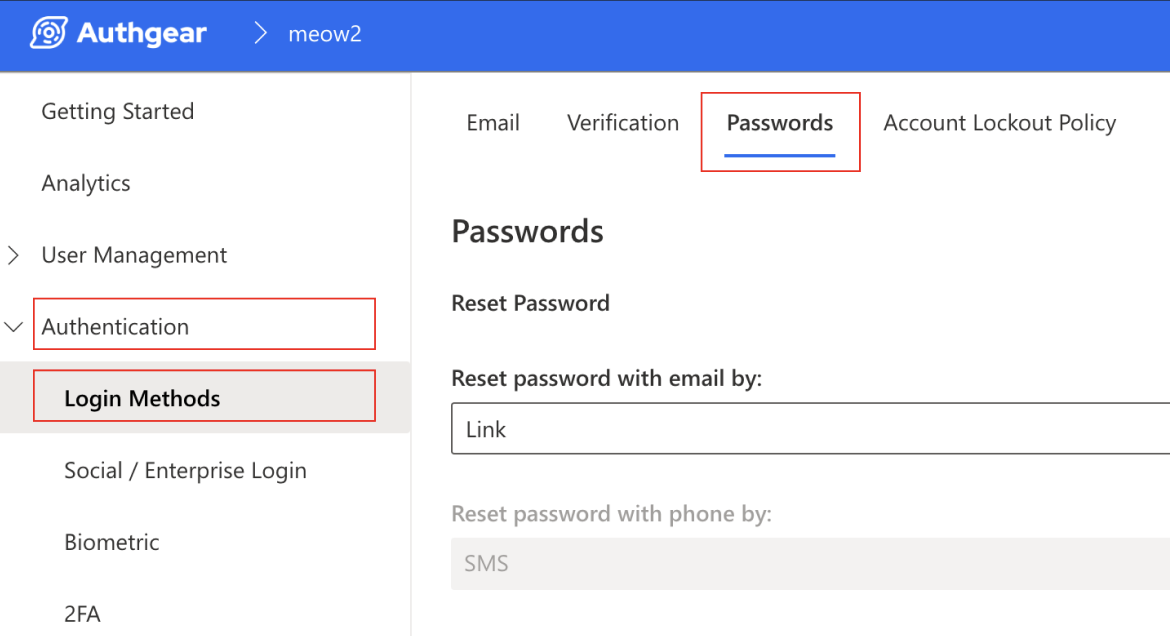 Authgear
meow2
Getting Started
Analytics
User Management
Authentication
Login Methods
Social / Enterprise Login
Biometric
2FA
Email
Verification
Passwords
Account Lockout Policy
Passwords
Reset Password
Reset password with email by:
Link
Reset password with phone by:
SMS